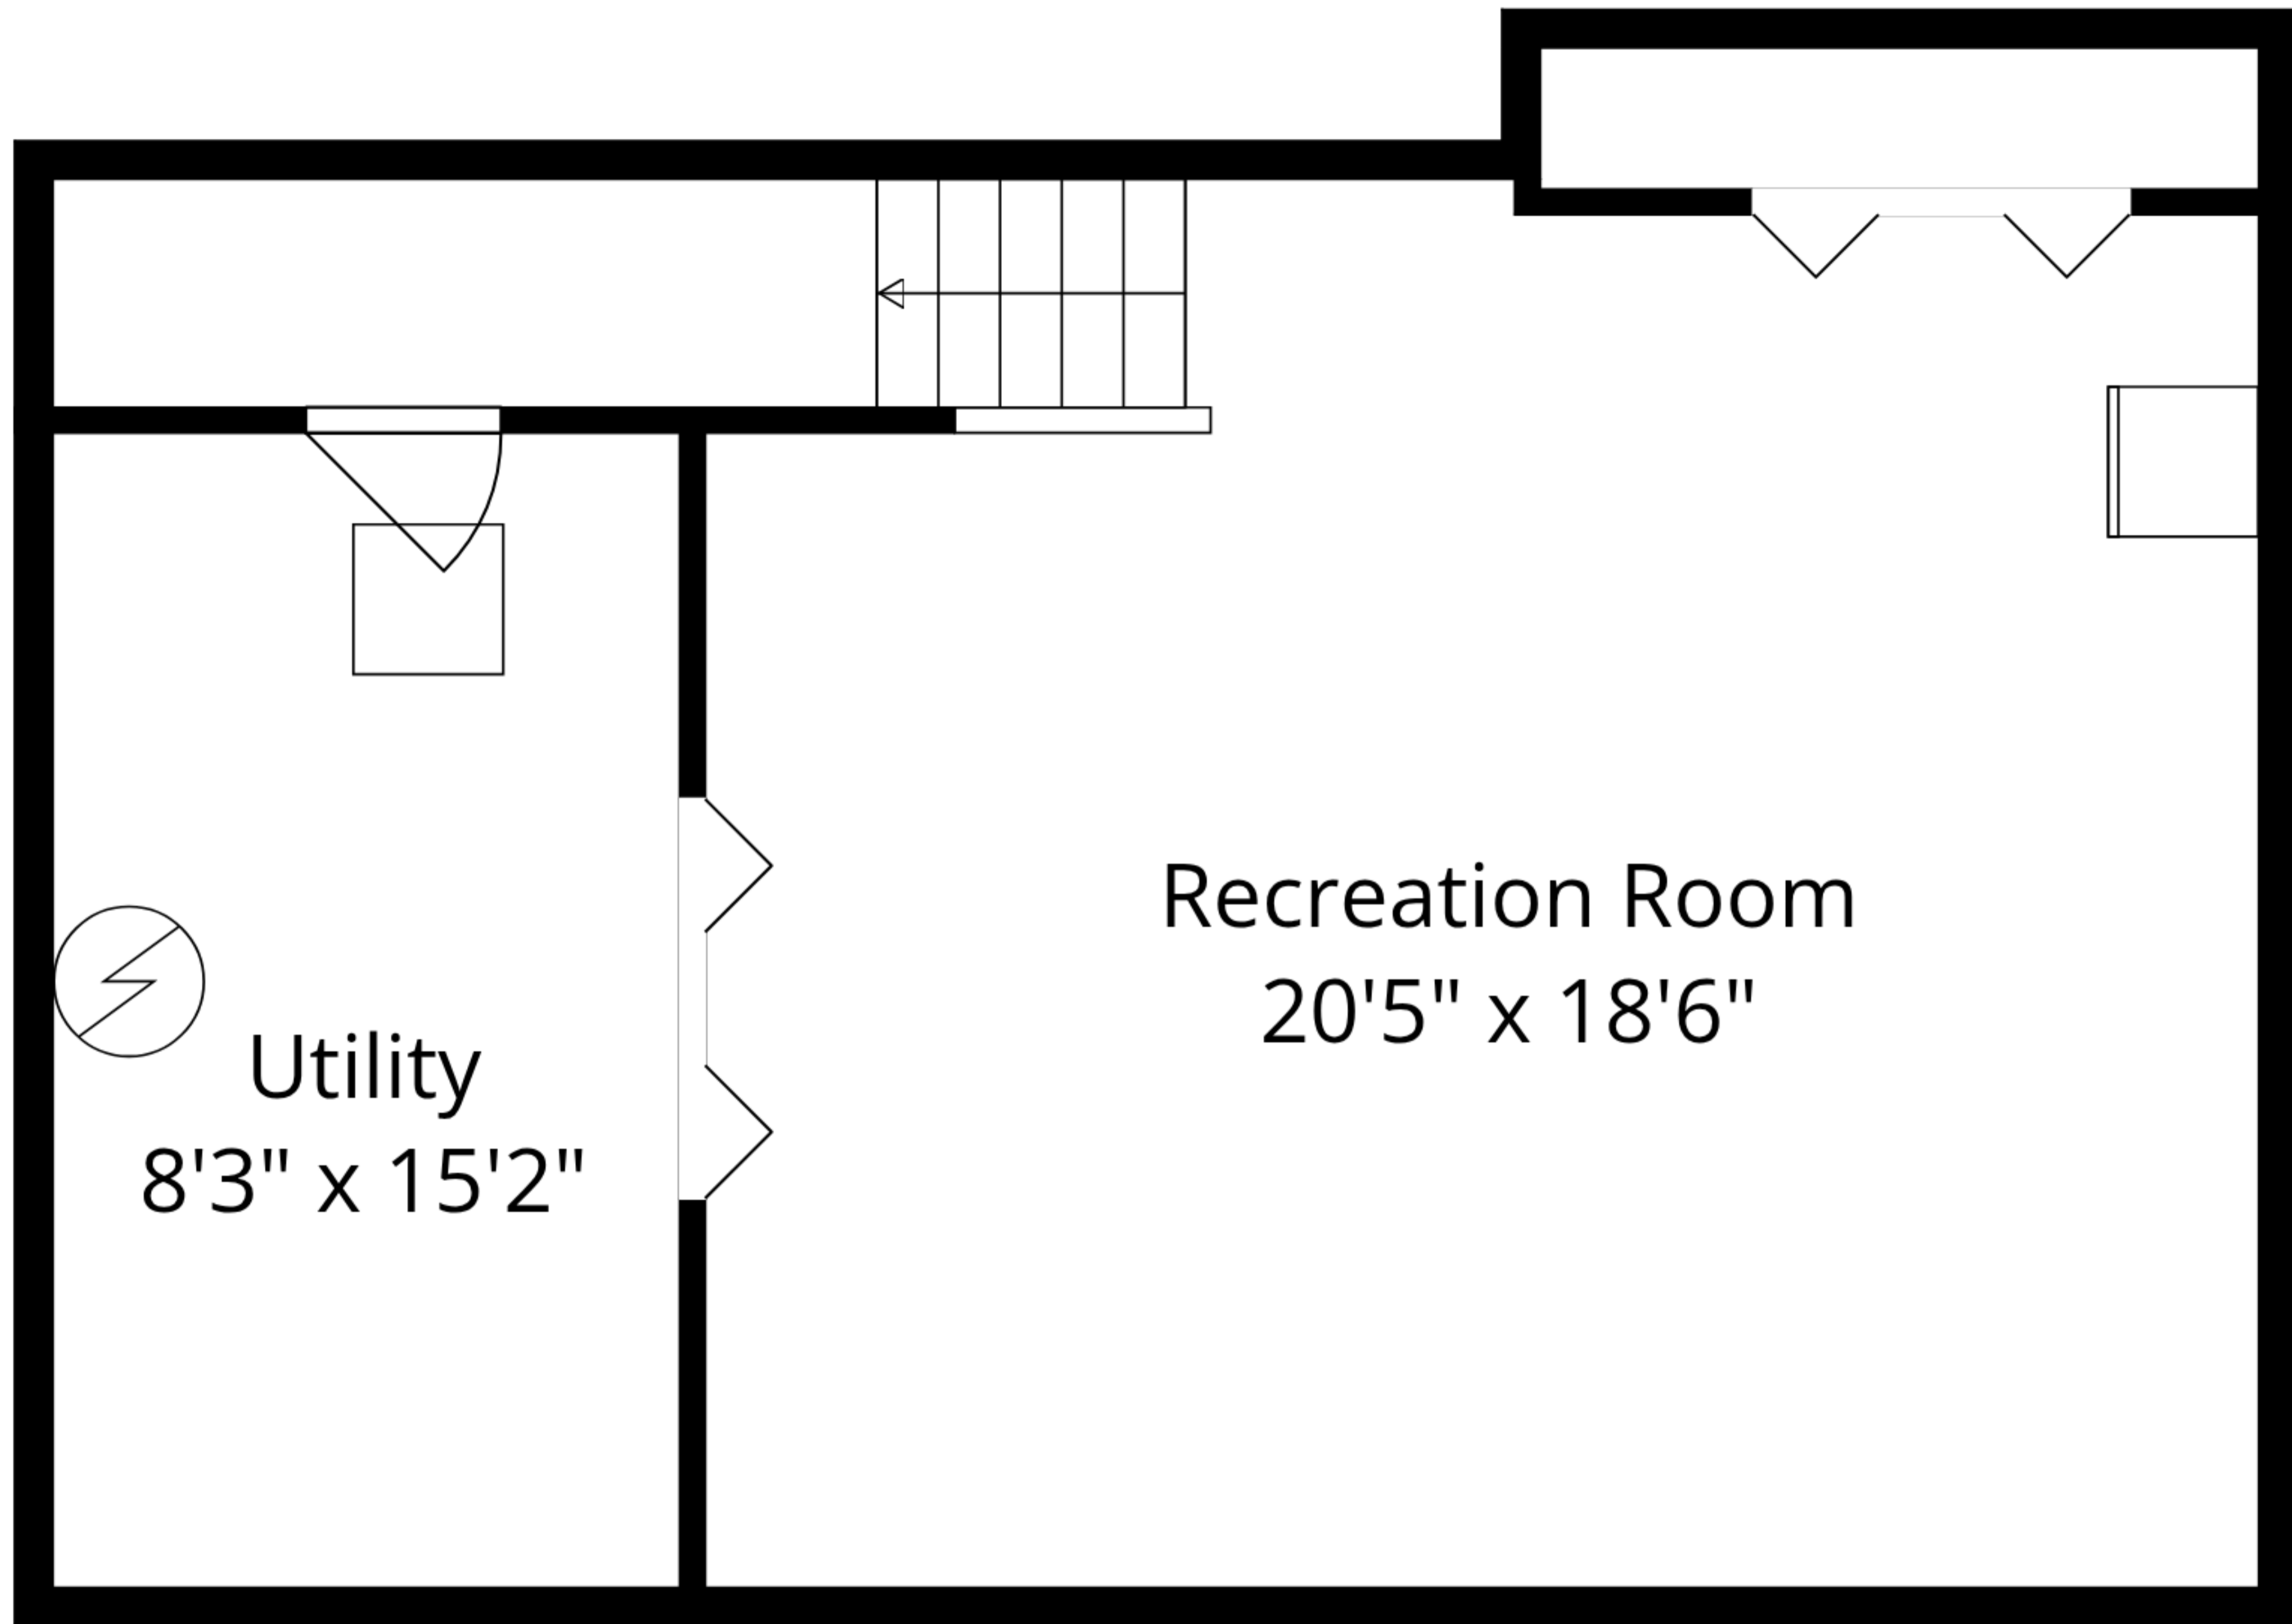 Recreation Room
20'5" x 18'6"
Utility
8'3" x 15'2"